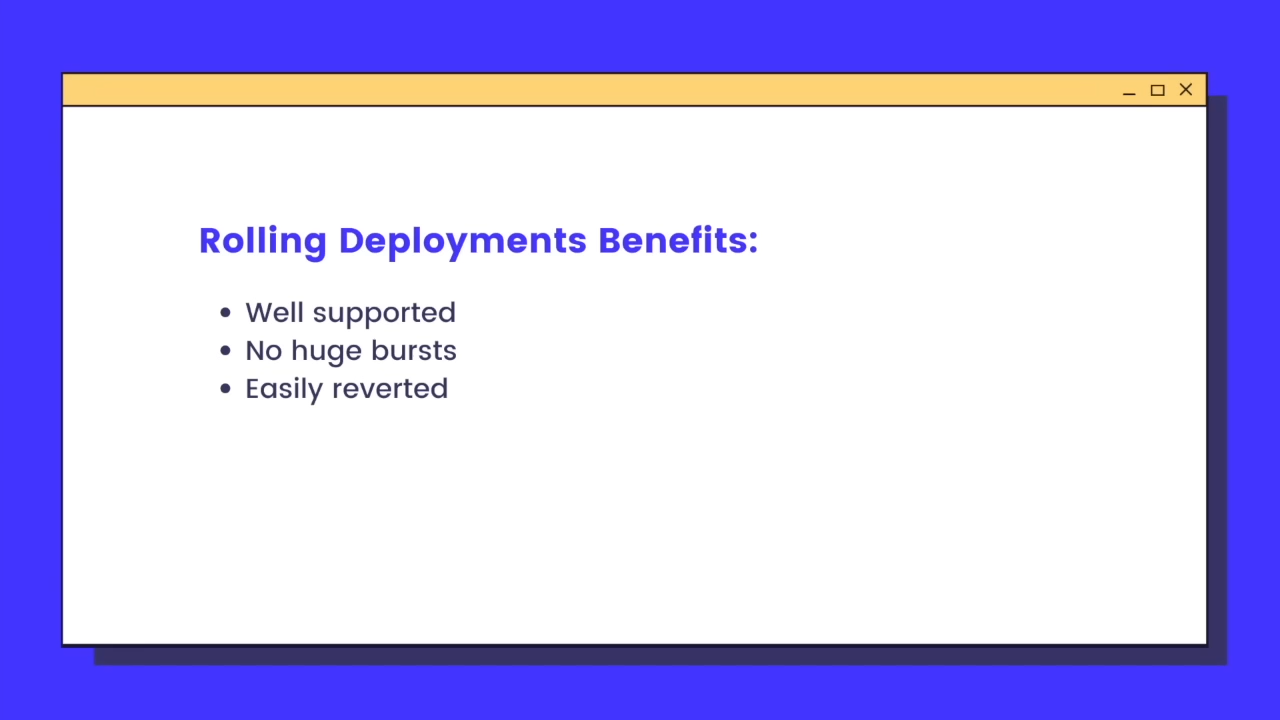 Rolling Deployments Benefits:
• Well supported
• No huge bursts
• Easily reverted